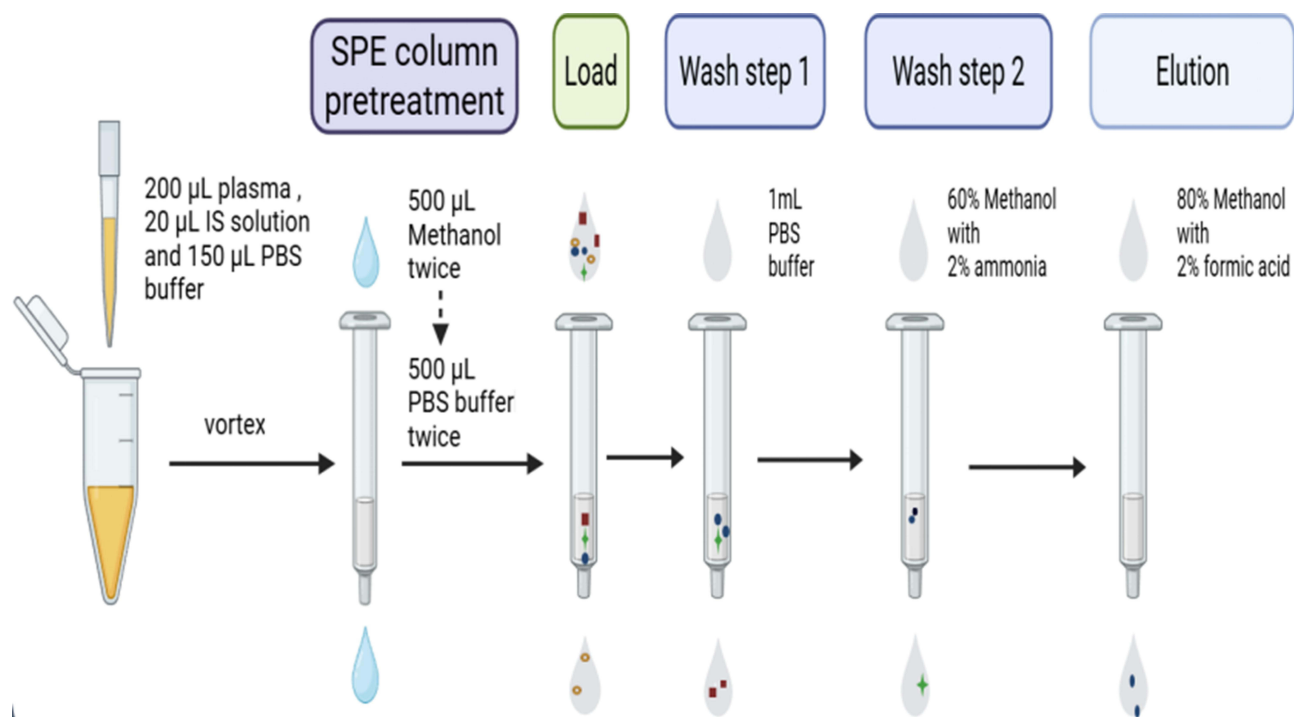 SPE column
pretreatment
Load
Wash step 1
Wash step 2
Elution
200 µL plasma ,
20 µL IS solution
and 150 µL PBS
buffer
vortex
500 µL
Methanol
twice
500 µL
PBS buffer
twice
1mL
PBS
buffer
60% Methanol
with
2% ammonia
80% Methanol
with
2% formic acid